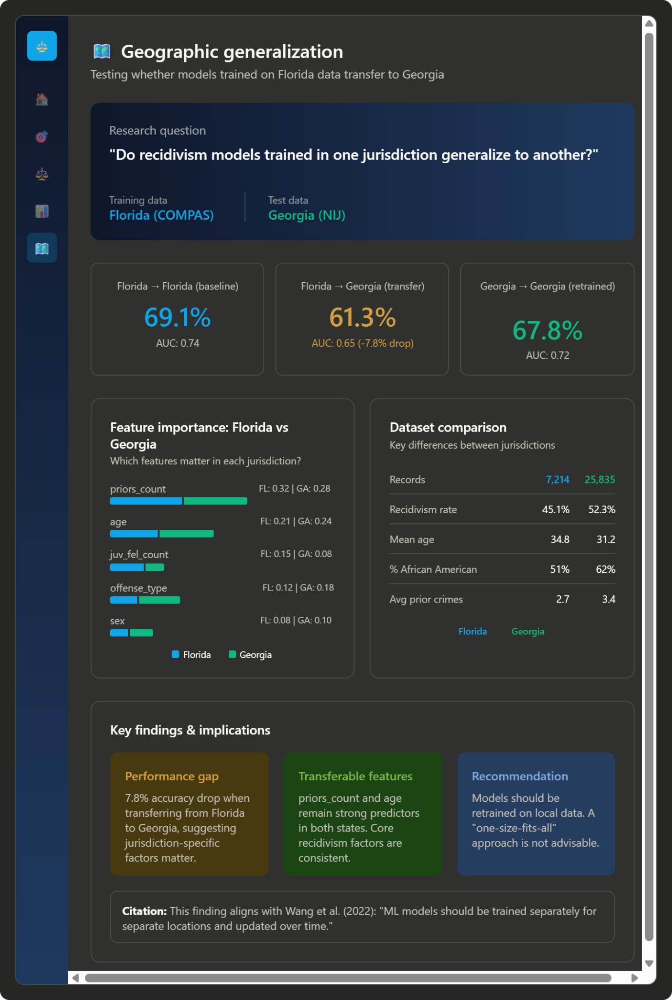 Geographic generalization
Testing whether models trained on Florida data transfer to Georgia
Research question
"Do recidivism models trained in one jurisdiction generalize to another?"
Training data
Florida (COMPAS)
Test data
Georgia (NIJ)
Florida → Florida (baseline)
69.1%
AUC: 0.74
Florida → Georgia (transfer)
61.3%
AUC: 0.65 (-7.8% drop)
Georgia → Georgia (retrained)
67.8%
AUC: 0.72
Feature importance: Florida vs
Georgia
Which features matter in each jurisdiction?
priors_count FL: 0.32 | GA: 0.28
age FL: 0.21 | GA: 0.24
juv_fel_count FL: 0.15 | GA: 0.08
offense_type FL: 0.12 | GA: 0.18
sex FL: 0.08 | GA: 0.10
Florida Georgia
Dataset comparison
Key differences between jurisdictions
Records 7,214 25,835
Recidivism rate 45.1% 52.3%
Mean age 34.8 31.2
% African American 51% 62%
Avg prior crimes 2.7 3.4
Florida Georgia
Key findings & implications
Performance gap
7.8% accuracy drop when
transferring from Florida
to Georgia, suggesting
jurisdiction-specific
factors matter.
Transferable features
priors_count and age
remain strong predictors
in both states. Core
recidivism factors are
consistent.
Recommendation
Models should be
retrained on local data. A
"one-size-fits-all"
approach is not advisable.
Citation: This finding aligns with Wang et al. (2022): "ML models should be trained separately for
separate locations and updated over time."